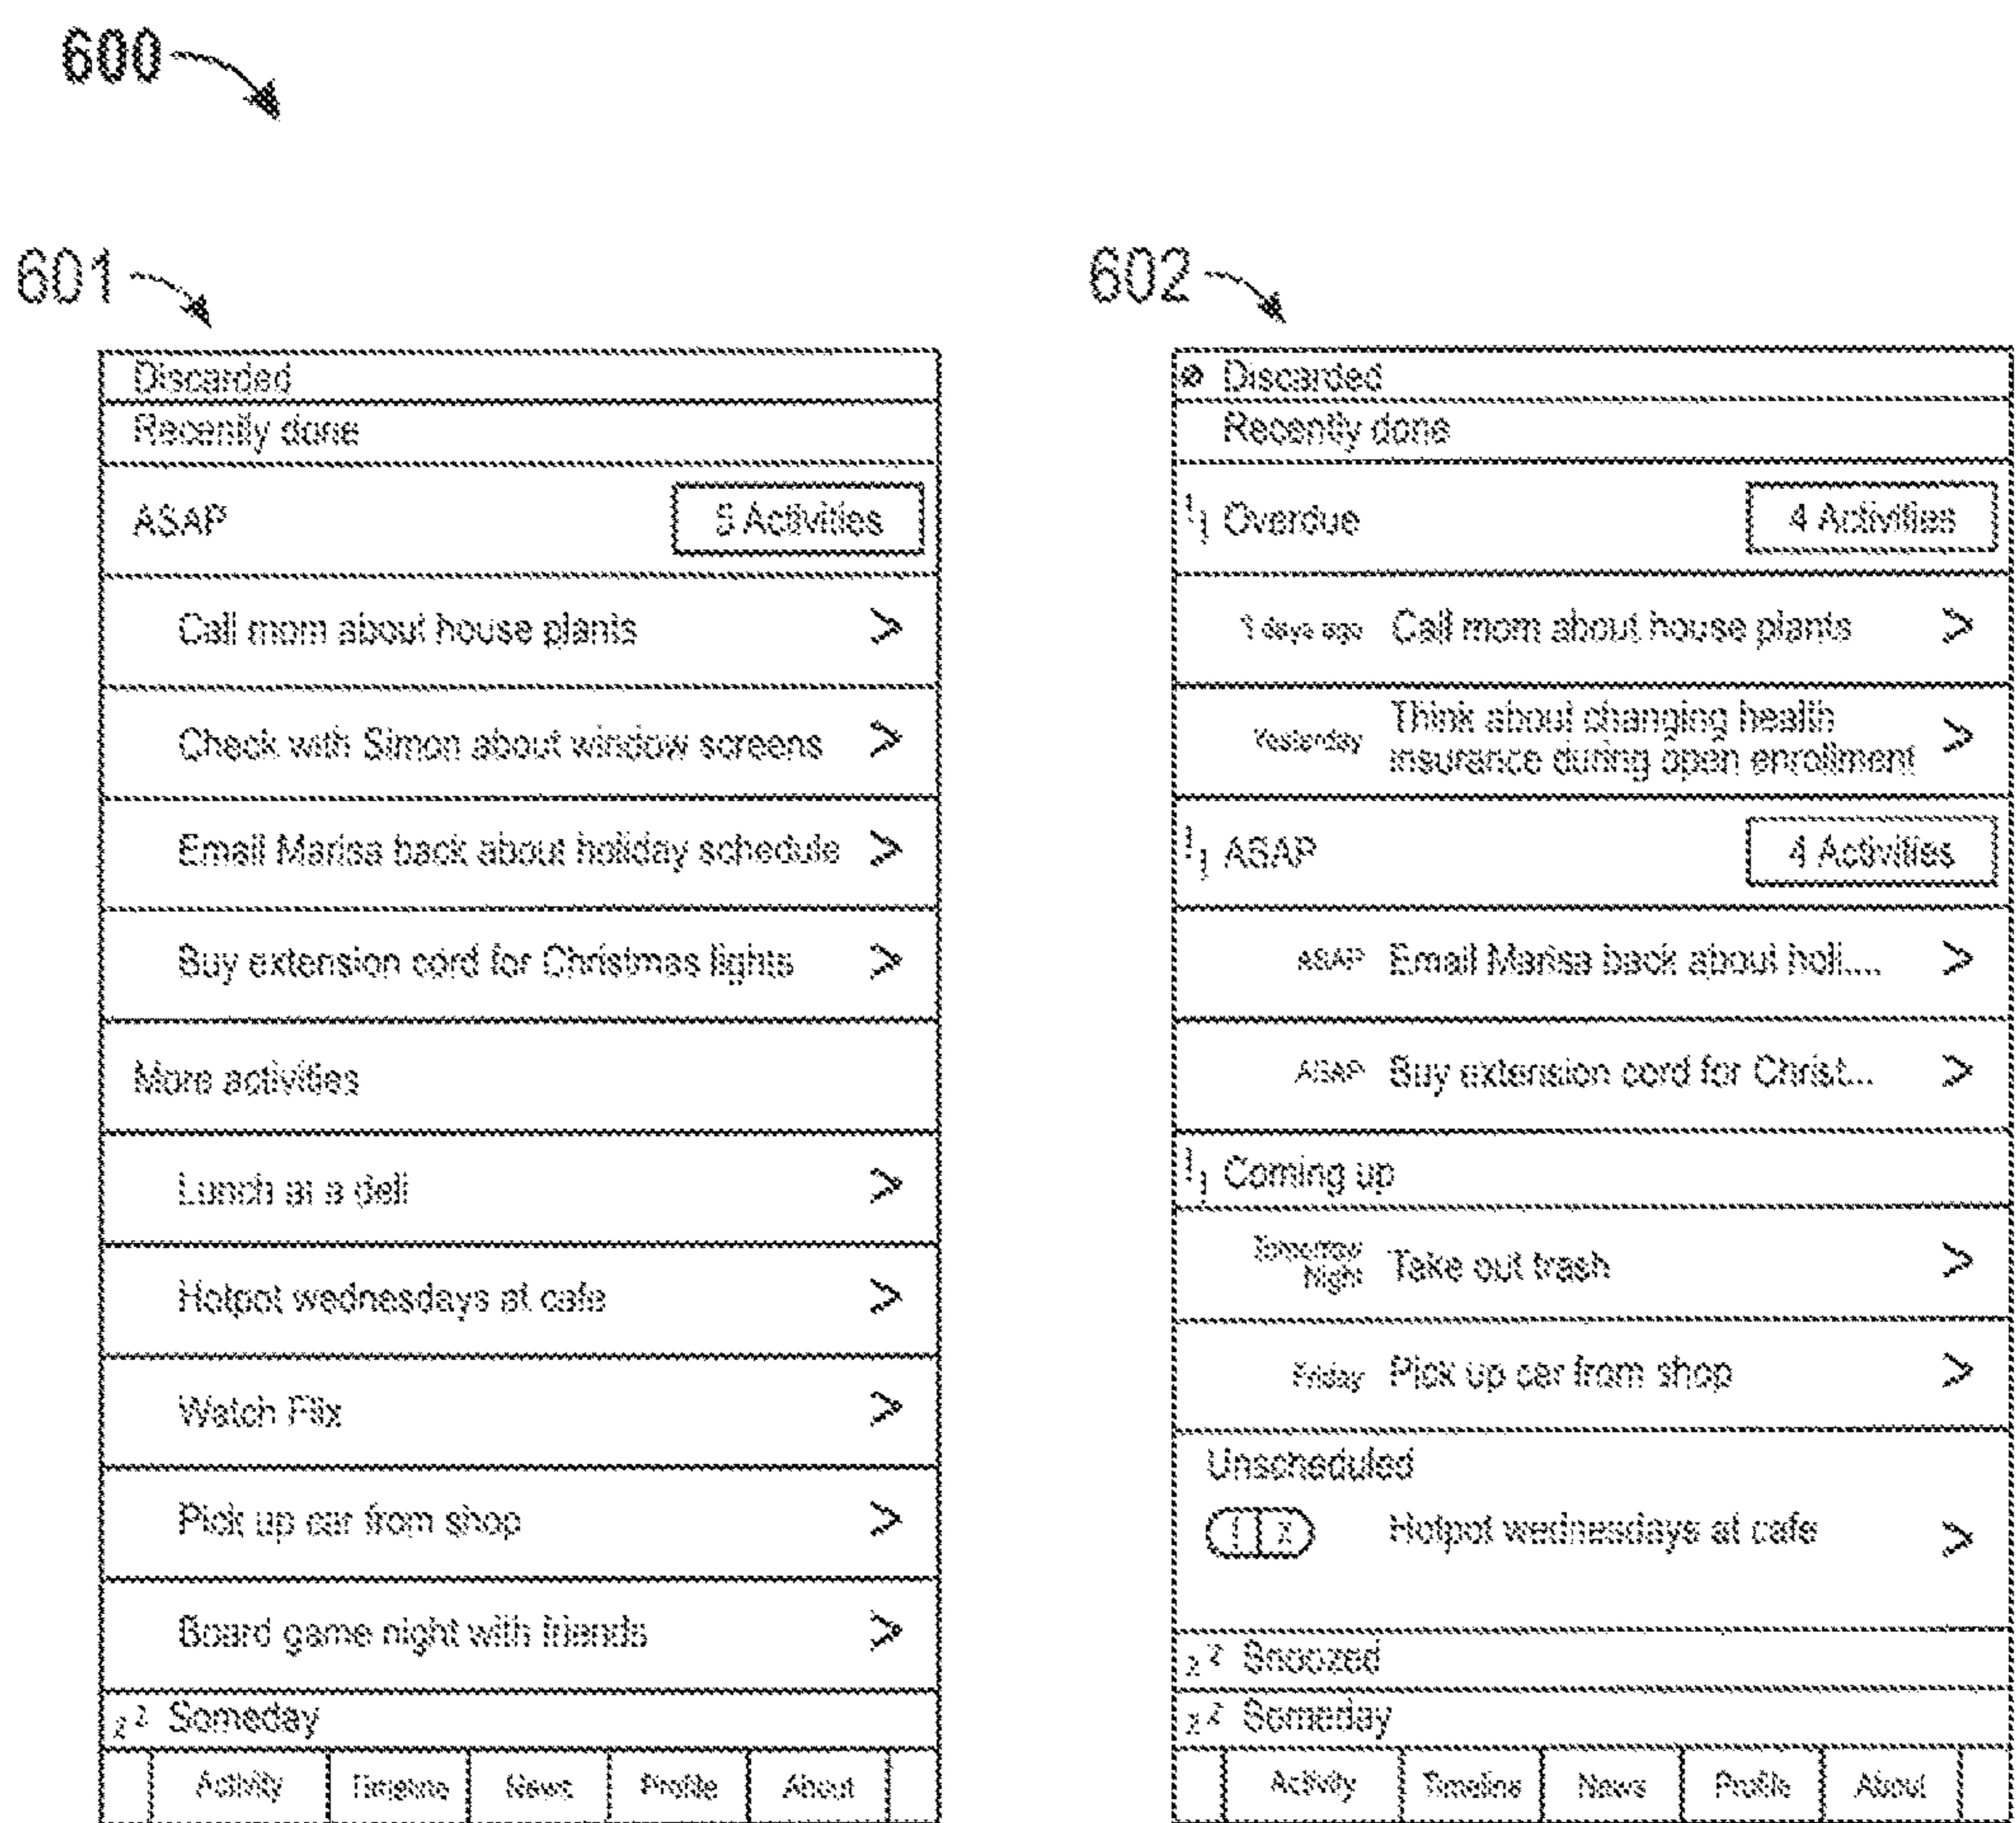 600
601
Discarded
Recently done
ASAP
5 Activities
Call mom about house plants >
Check with Simon about window screens >
Email Marisa back about holiday schedule >
Buy extension cord for Christmas lights >
More activities
Lunch at a deli >
Hotpot wednesdays at cafe >
Watch Flix >
Pick up car from shop >
Board game night with friends >
z z Someday
Activity Timeline News Profile About
602
Discarded
Recently done
Overdue
4 Activities
days ago Call mom about house plants >
Yesterday Think about changing health
insurance during open enrollment >
ASAP
4 Activities
ASAP Email Marisa back about holi.... >
ASAP Buy extension cord for Christ... >
Coming up
Tomorrow
Night Take out trash >
Friday Pick up car from shop >
Unscheduled
Hotpot wednesdays at cafe >
z z Snoozed
z z Someday
Activity Timeline News Profile About